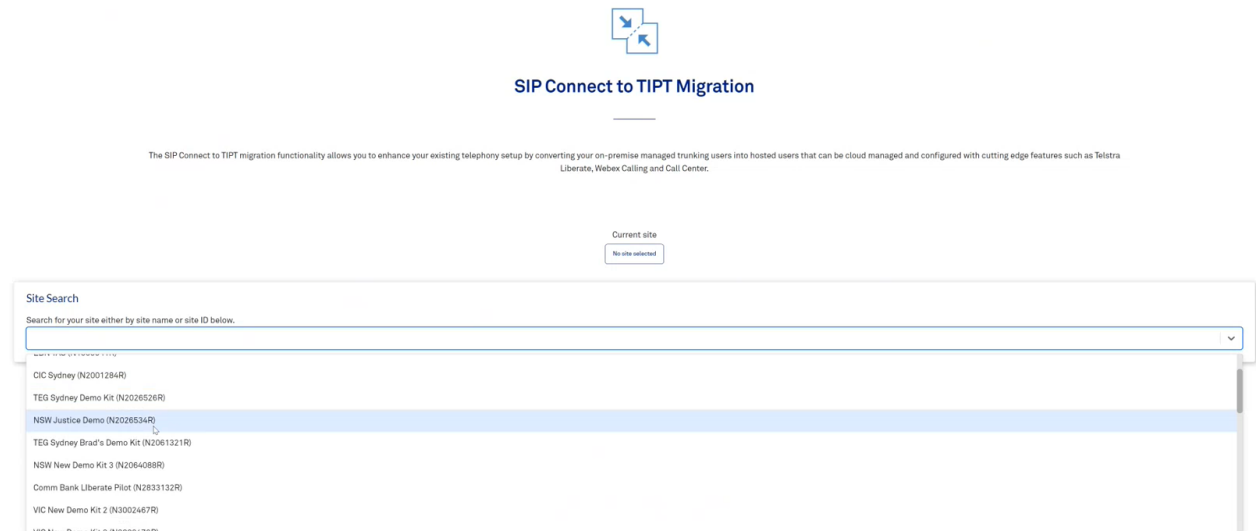 SIP Connect to TIPT Migration
The SIP Connect to TIPT migration functionality allows you to enhance your existing telephony setup by converting your on-premise managed trunking users into hosted users that can be cloud managed and configured with cutting edge features such as Telstra
Liberate, Webex Calling and Call Center.
Current site
No site selected
Site Search
Search for your site either by site name or site ID below.
CIC Sydney (N2001284R)
TEG Sydney Demo Kit (N2026526R)
NSW Justice Demo (N2026534R)
TEG Sydney Brad's Demo Kit (N2061321R)
NSW New Demo Kit 3 (N2064088R)
Comm Bank LIberate Pilot (N2833132R)
VIC New Demo Kit 2 (N3002467R)